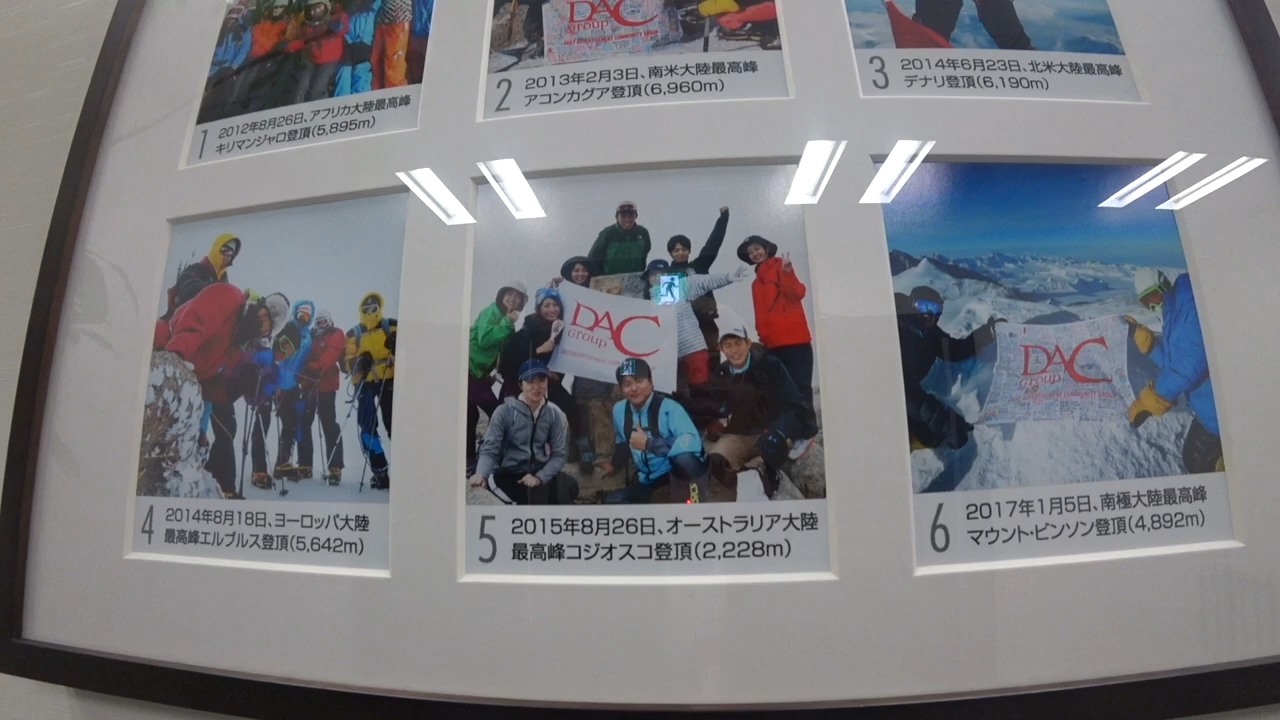 DAC
Group
1
2012年8月26日、アフリカ大陸最高峰
キリマンジャロ登頂(5,895m)
2
2013年2月3日、南米大陸最高峰
アコンカグア登頂(6,960m)
3
2014年6月23日、北米大陸最高峰
デナリ登頂(6,190m)
4
2014年8月18日、ヨーロッパ大陸
最高峰エルブルス登頂(5,642m)
DAC
Group
5
2015年8月26日、オーストラリア大陸
最高峰コジオスコ登頂(2,228m)
DAC
Group
6
2017年1月5日、南極大陸最高峰
マウント・ビンソン登頂(4,892m)